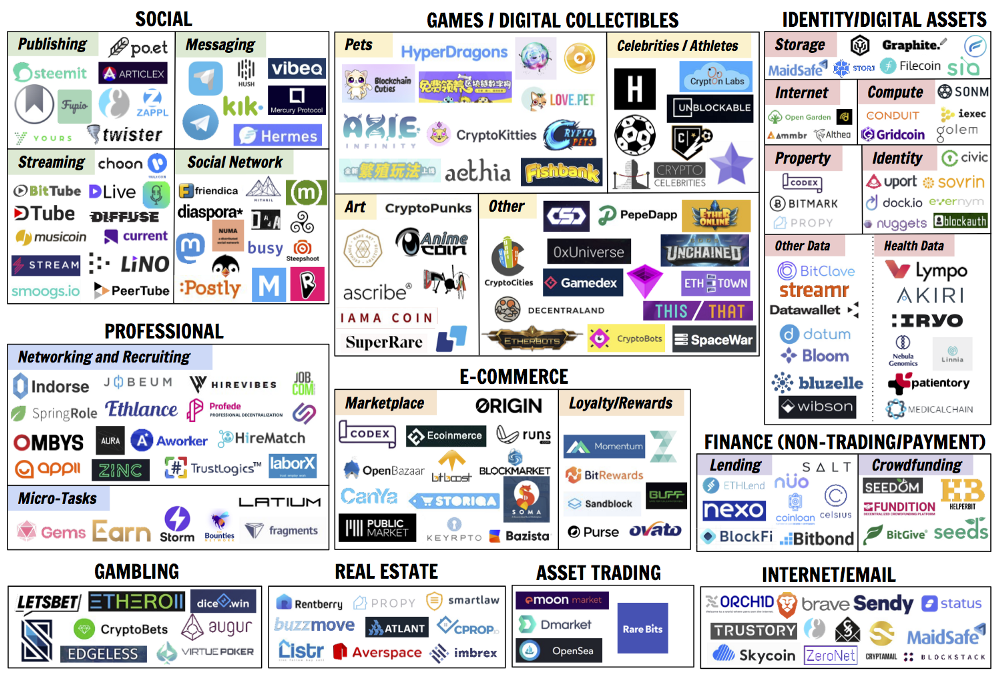 SOCIAL
Publishing
po.et
steemit
ARTICLEX
Fypio
ZAPPL
YOURS
twister
Messaging
HUSH
vibeo
kik.
Mercury Protocol
Hermes
Streaming
choon
BitTube
DLive
DTube
DIFFUSE
musicoin
current
STREAM
LiNO
smoogs.io
PeerTube
Social Network
friendica
MITHRIL
diaspora*
NUMA
busy
Steepshoot
:Postly
M
GAMES / DIGITAL COLLECTIBLES
Pets
HyperDragons
Blockchain
Cuties
LOVE.PET
AXIE
INFINITY
CryptoKitties
CRYPTO
PETS
aethia
Fishbank
Celebrities / Athletes
H
Crypton Labs
UNBLOCKABLE
CRYPTO
CELEBRITIES
Art
CryptoPunks
Anime
coin
ascribe
IAMA COIN
SuperRare
Other
CSC
PepeDapp
ETHER
ONLINE
CryptoCities
0xUniverse
UNCHAINED
Gamedex
ETH TOWN
DECENTRALAND
THIS / THAT
ETHERBOTS
CryptoBots
SpaceWar
IDENTITY/DIGITAL ASSETS
Storage
Graphite.
MaidSafe
STORJ
Filecoin
sia
Internet
Open Garden
Ammbr
Althea
Compute
SONM
CONDUIT
iexec
Gridcoin
golem
Property
CODEX
BITMARK
PROPY
Identity
civic
uport
sovrin
dock.io
evernym
nuggets
blockauth
Other Data
BitClave
streamr
Datawallet
datum
Bloom
bluzelle
wibson
Health Data
Lympo
AKIRI
:IRYO
Nebula
Genomics
Linnia
patientory
MEDICALCHAIN
PROFESSIONAL
Networking and Recruiting
Indorse
JOBEUM
HIREVIBES
JOB.
COM
SpringRole
Ethlance
Profede
PROFESSIONAL DECENTRALIZATION
OMBYS
AURA
Aworker
HireMatch
appii
ZINC
TrustLogics™
laborX
Micro-Tasks
LATIUM
Gems
Earn
Storm
Bounties
fragments
E-COMMERCE
Marketplace
ORIGIN
CODEX
Ecoinmerce
runs
OpenBazaar
bitboost
BLOCKMARKET
CanYa
STORIQA
SOMA
PUBLIC
MARKET
KEYRPTO
Bazista
Loyalty/Rewards
Momentum
BitRewards
Sandblock
BUFF
Purse
ovato
FINANCE (NON-TRADING/PAYMENT)
Lending
SALT
ETHLend
nüo
nexo
coinloan
celsius
BlockFi
Bitbond
Crowdfunding
SEEDOM
HB
HELPERBIT
FUNDITION
BitGive
seeds
GAMBLING
LETSBET
ETHEROLL
dice.win
CryptoBets
augur
EDGELESS
VIRTUE POKER
REAL ESTATE
Rentberry
PROPY
smartlaw
buzzmove
ATLANT
CPROP
Listr
Averspace
imbrex
ASSET TRADING
emoon market
Dmarket
OpenSea
Rare Bits
INTERNET/EMAIL
ORCHID
brave
Sendy
status
TRUSTORY
CRYPTAMAIL
MaidSafe
Skycoin
ZeroNet
BLOCKSTACK